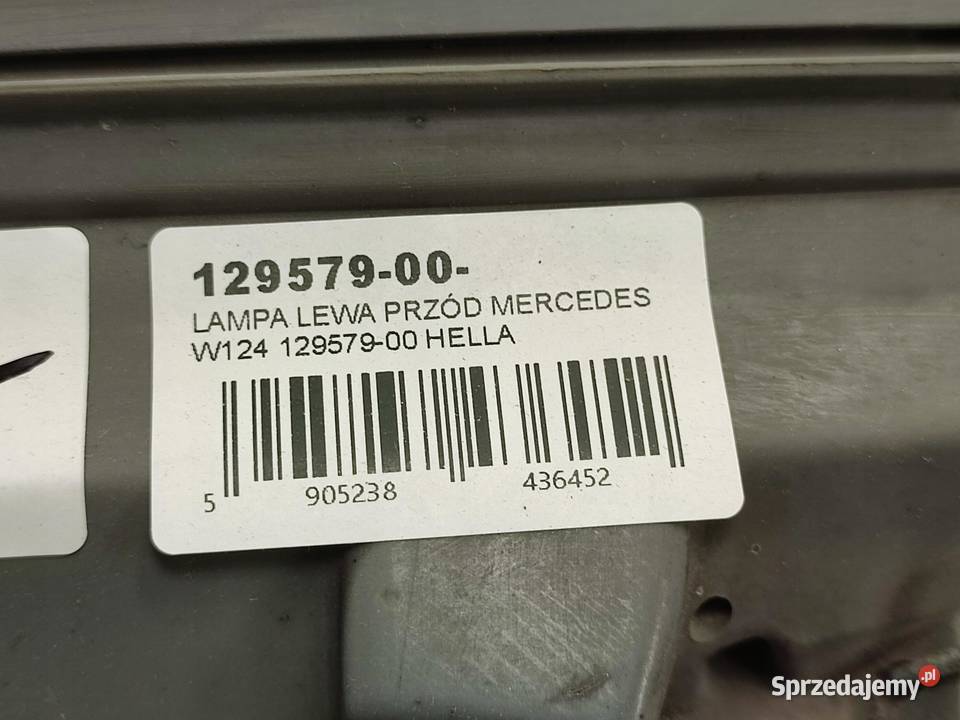 129579-00-
LAMPA LEWA PRZÓD MERCEDES
W124 129579-00 HELLA
5 905238 436452
Sprzedajemy.pl